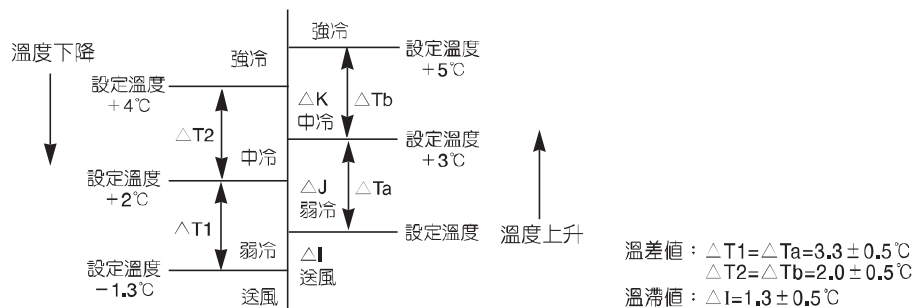 溫度下降
強冷
設定溫度
+4℃
△T2
中冷
設定溫度
+2℃
△T1
弱冷
設定溫度
−1.3℃
送風
強冷
設定溫度
+5℃
△K
△Tb
中冷
設定溫度
+3℃
△J
△Ta
弱冷
設定溫度
△I
送風
溫度上升
溫差值：△T1=△Ta=3.3±0.5℃
△T2=△Tb=2.0±0.5℃
溫滯值：△I=1.3±0.5℃